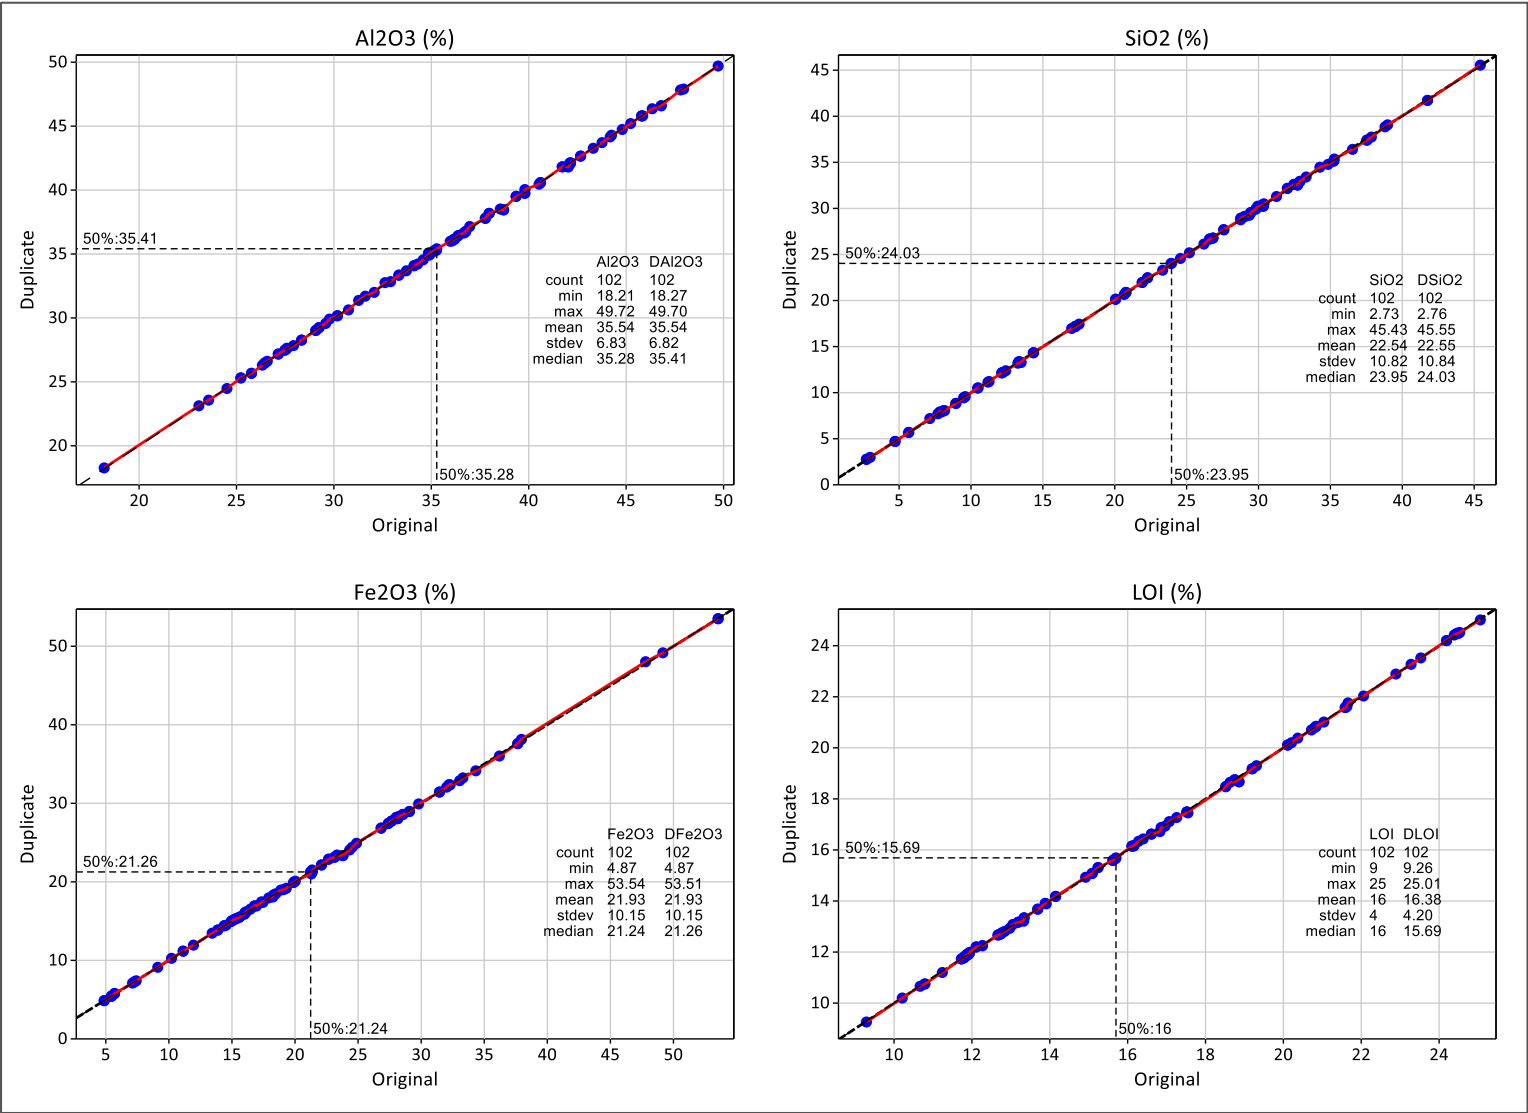 Al2O3 (%)
50
45
40
35
30
25
20
Duplicate
50%:35.41
Al2O3 DAl2O3
count 102 102
min 18.21 18.27
max 49.72 49.70
mean 35.54 35.54
stdev 6.83 6.82
median 35.28 35.41
50%:35.28
20 25 30 35 40 45 50
Original
SiO2 (%)
45
40
35
30
25
20
15
10
5
0
Duplicate
50%:24.03
SiO2 DSiO2
count 102 102
min 2.73 2.76
max 45.43 45.55
mean 22.54 22.55
stdev 10.82 10.84
median 23.95 24.03
50%:23.95
5 10 15 20 25 30 35 40 45
Original
Fe2O3 (%)
50
40
30
20
10
0
Duplicate
50%:21.26
Fe2O3 DFe2O3
count 102 102
min 4.87 4.87
max 53.54 53.51
mean 21.93 21.93
stdev 10.15 10.15
median 21.24 21.26
50%:21.24
5 10 15 20 25 30 35 40 45 50
Original
LOI (%)
24
22
20
18
16
14
12
10
Duplicate
50%:15.69
LOI DLOI
count 102 102
min 9 9.26
max 25 25.01
mean 16 16.38
stdev 4 4.20
median 16 15.69
50%:16
10 12 14 16 18 20 22 24
Original